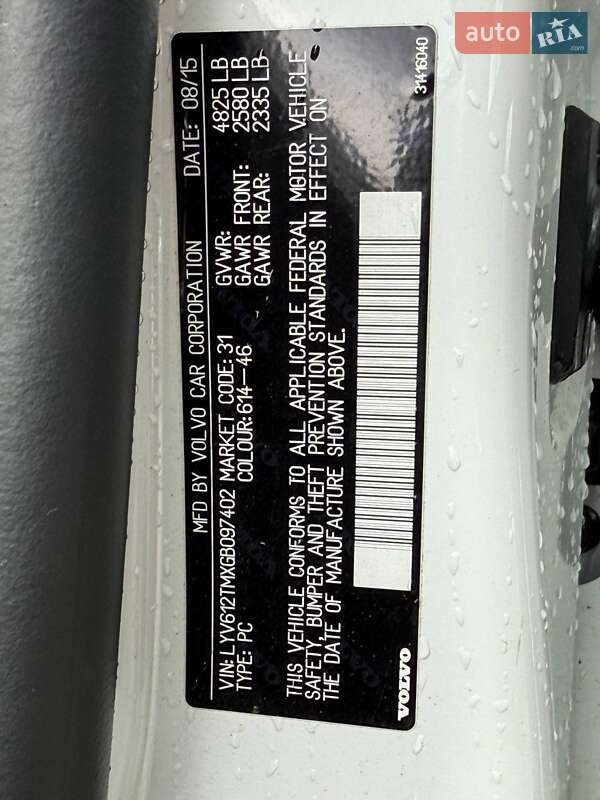 MFD BY VOLVO CAR CORPORATION DATE: 08/15
VIN: LYV612TMXGB097402 MARKET CODE: 31 GVWR: 4825 LB
TYPE: PC COLOUR: 614-46 GAWR FRONT: 2580 LB
GAWR REAR: 2335 LB
THIS VEHICLE CONFORMS TO ALL APPLICABLE FEDERAL MOTOR VEHICLE
SAFETY, BUMPER AND THEFT PREVENTION STANDARDS IN EFFECT ON
THE DATE OF MANUFACTURE SHOWN ABOVE.
VOLVO
31416040
auto RIA.com